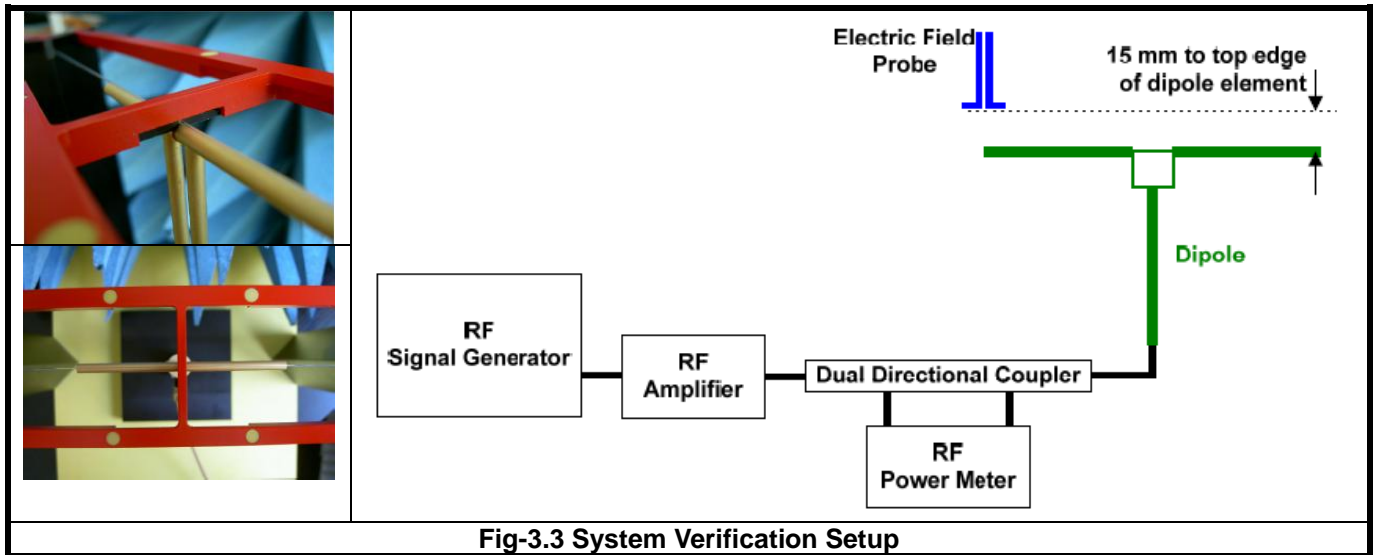 Electric Field
Probe
15 mm to top edge
of dipole element
Dipole
RF
Signal Generator
RF
Amplifier
Dual Directional Coupler
RF
Power Meter
Fig-3.3 System Verification Setup